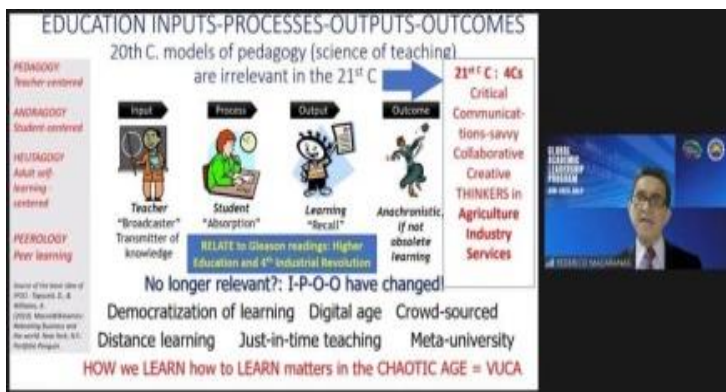 EDUCATION INPUTS-PROCESSES-OUTPUTS-OUTCOMES
20th C. models of pedagogy (science of teaching)
are irrelevant in the 21st C
PEDAGOGY
Teacher-centered
ANDRAGOGY
Student-centered
HEUTAGOGY
Adult self-
learning -
centered
PEEROLOGY
Peer learning
Input
Process
Output
Outcome
Teacher
"Broadcaster"
Transmitter of
knowledge
Student
"Absorption"
Learning
"Recall"
Anachronistic,
if not
obsolete
learning
RELATE to Gleason readings: Higher
Education and 4th Industrial Revolution
21st C : 4Cs
Critical
Communicat-
tions-savvy
Collaborative
Creative
THINKERS in
Agriculture
Industry
Services
No longer relevant?: I-P-O-O have changed!
Democratization of learning Digital age Crowd-sourced
Distance learning Just-in-time teaching Meta-university
HOW we LEARN how to LEARN matters in the CHAOTIC AGE = VUCA
GLOBAL
ACADEMIC
LEADERSHIP
PROGRAM
FEDERICO MACARANAS